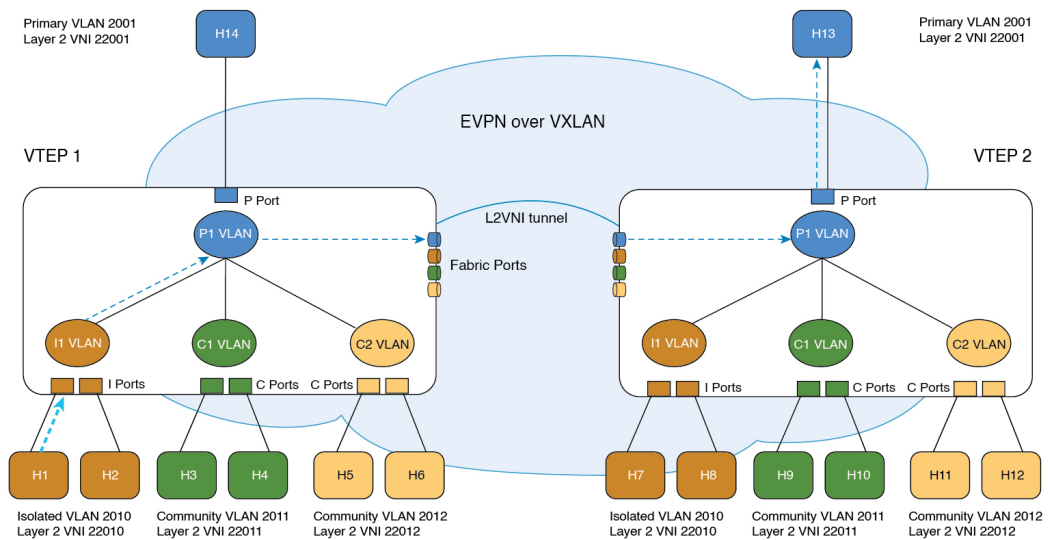 Primary VLAN 2001
Layer 2 VNI 22001
H14
H13
Primary VLAN 2001
Layer 2 VNI 22001
EVPN over VXLAN
VTEP 1
VTEP 2
P Port
P Port
P1 VLAN
L2VNI tunnel
P1 VLAN
Fabric Ports
I1 VLAN
C1 VLAN
C2 VLAN
I1 VLAN
C1 VLAN
C2 VLAN
I Ports
C Ports
C Ports
I Ports
C Ports
C Ports
H1
H2
H3
H4
H5
H6
H7
H8
H9
H10
H11
H12
Isolated VLAN 2010
Layer 2 VNI 22010
Community VLAN 2011
Layer 2 VNI 22011
Community VLAN 2012
Layer 2 VNI 22012
Isolated VLAN 2010
Layer 2 VNI 22010
Community VLAN 2011
Layer 2 VNI 22011
Community VLAN 2012
Layer 2 VNI 22012